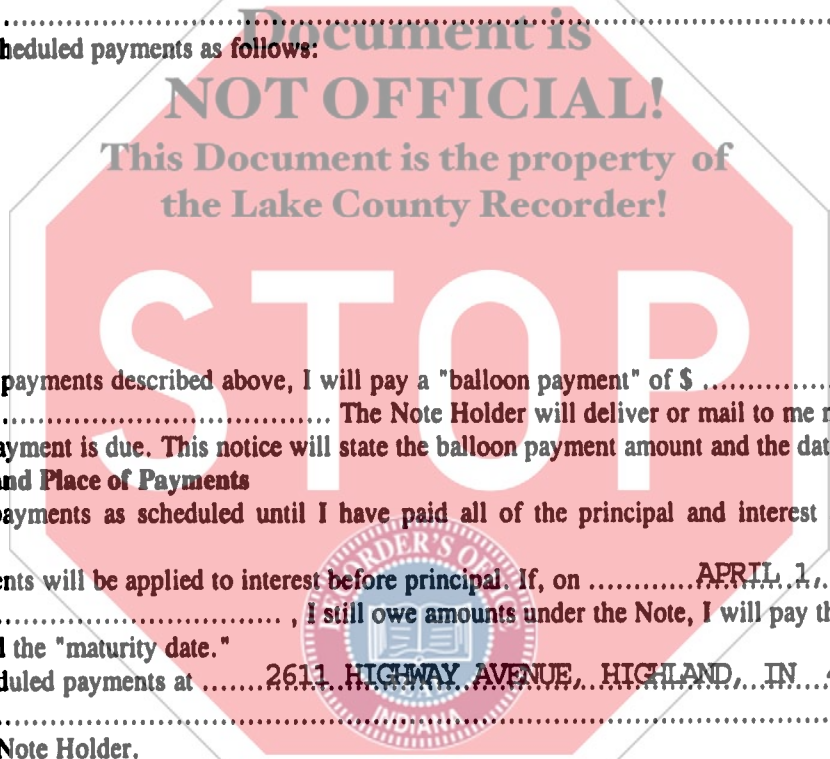 Document is
heduled payments as follows:
NOT OFFICIAL!
This Document is the property of
the Lake County Recorder!
STOP
payments described above, I will pay a "balloon payment" of $ ..............
.................................. The Note Holder will deliver or mail to me
ayment is due. This notice will state the balloon payment amount and the dat
and Place of Payments
payments as scheduled until I have paid all of the principal and interest
ents will be applied to interest before principal. If, on ............APRIL 1,.
............................... , I still owe amounts under the Note, I will pay th
the "maturity date."
duled payments at .......2611 HIGHWAY AVENUE, HIGHLAND, IN
RECORDER'S OFFICE
INDIANA
Note Holder.